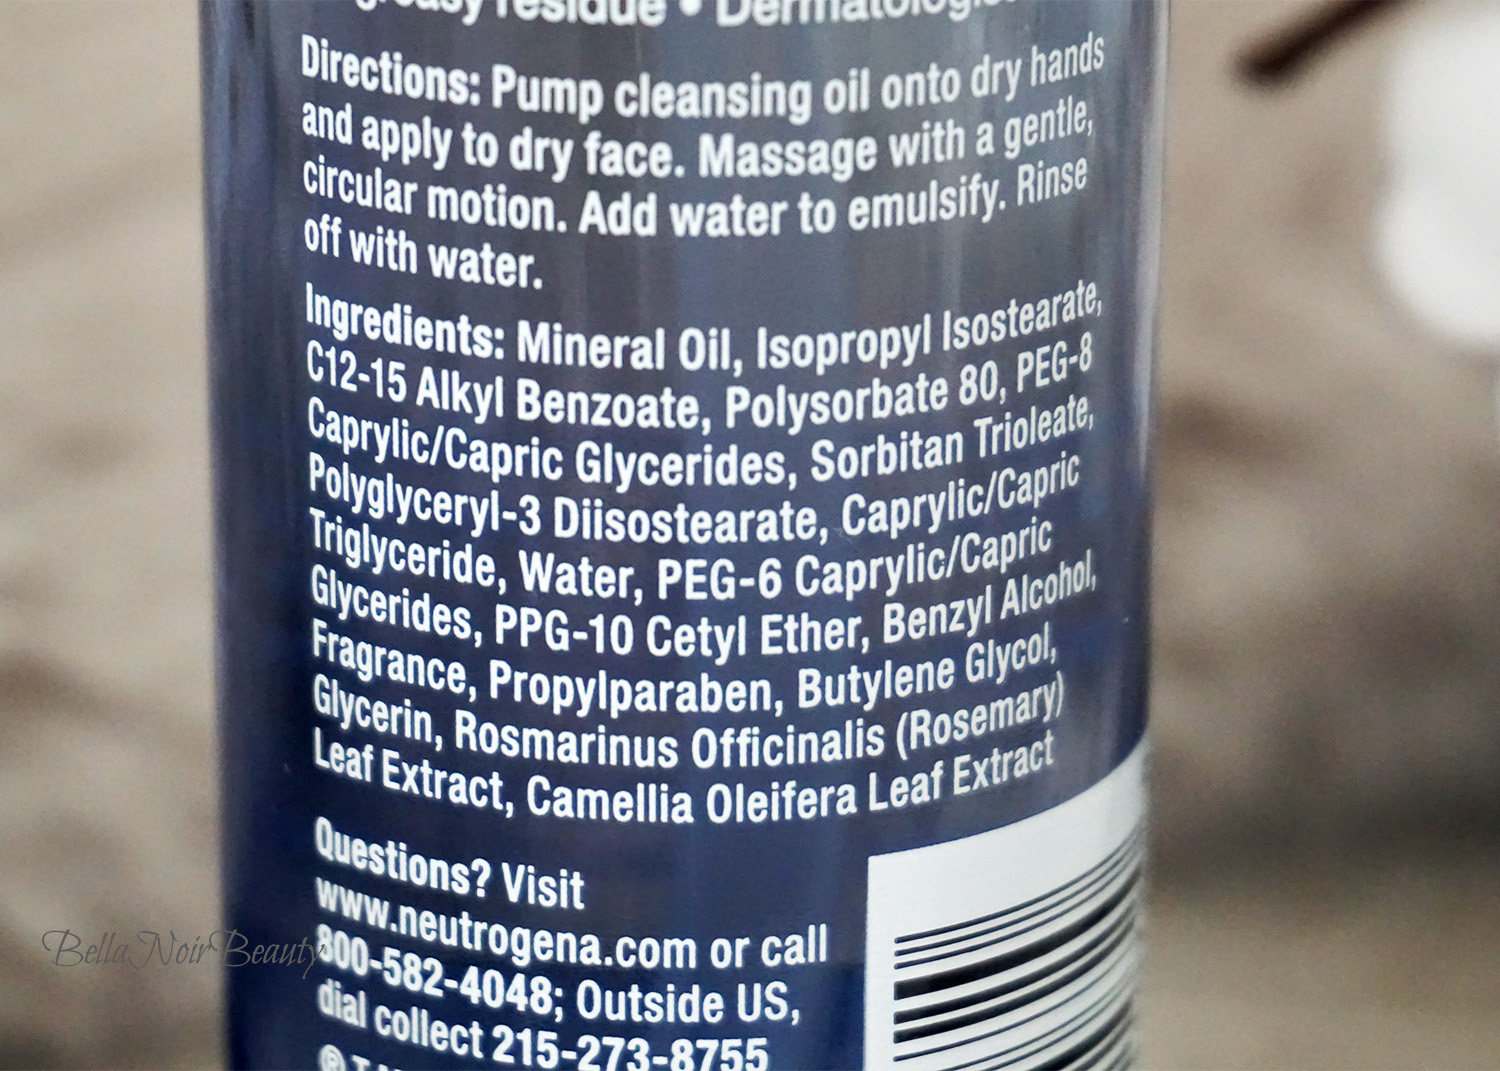 greasy residue • Dermatologist
Directions: Pump cleansing oil onto dry hands
and apply to dry face. Massage with a gentle,
circular motion. Add water to emulsify. Rinse
off with water.
Ingredients: Mineral Oil, Isopropyl Isostearate,
C12-15 Alkyl Benzoate, Polysorbate 80, PEG-8
Caprylic/Capric Glycerides, Sorbitan Trioleate,
Polyglyceryl-3 Diisostearate, Caprylic/Capric
Triglyceride, Water, PEG-6 Caprylic/Capric
Glycerides, PPG-10 Cetyl Ether, Benzyl Alcohol,
Fragrance, Propylparaben, Butylene Glycol,
Glycerin, Rosmarinus Officinalis (Rosemary)
Leaf Extract, Camellia Oleifera Leaf Extract
Questions? Visit
www.neutrogena.com or call
800-582-4048; Outside US,
dial collect 215-273-8755
BellaNoirBeauty